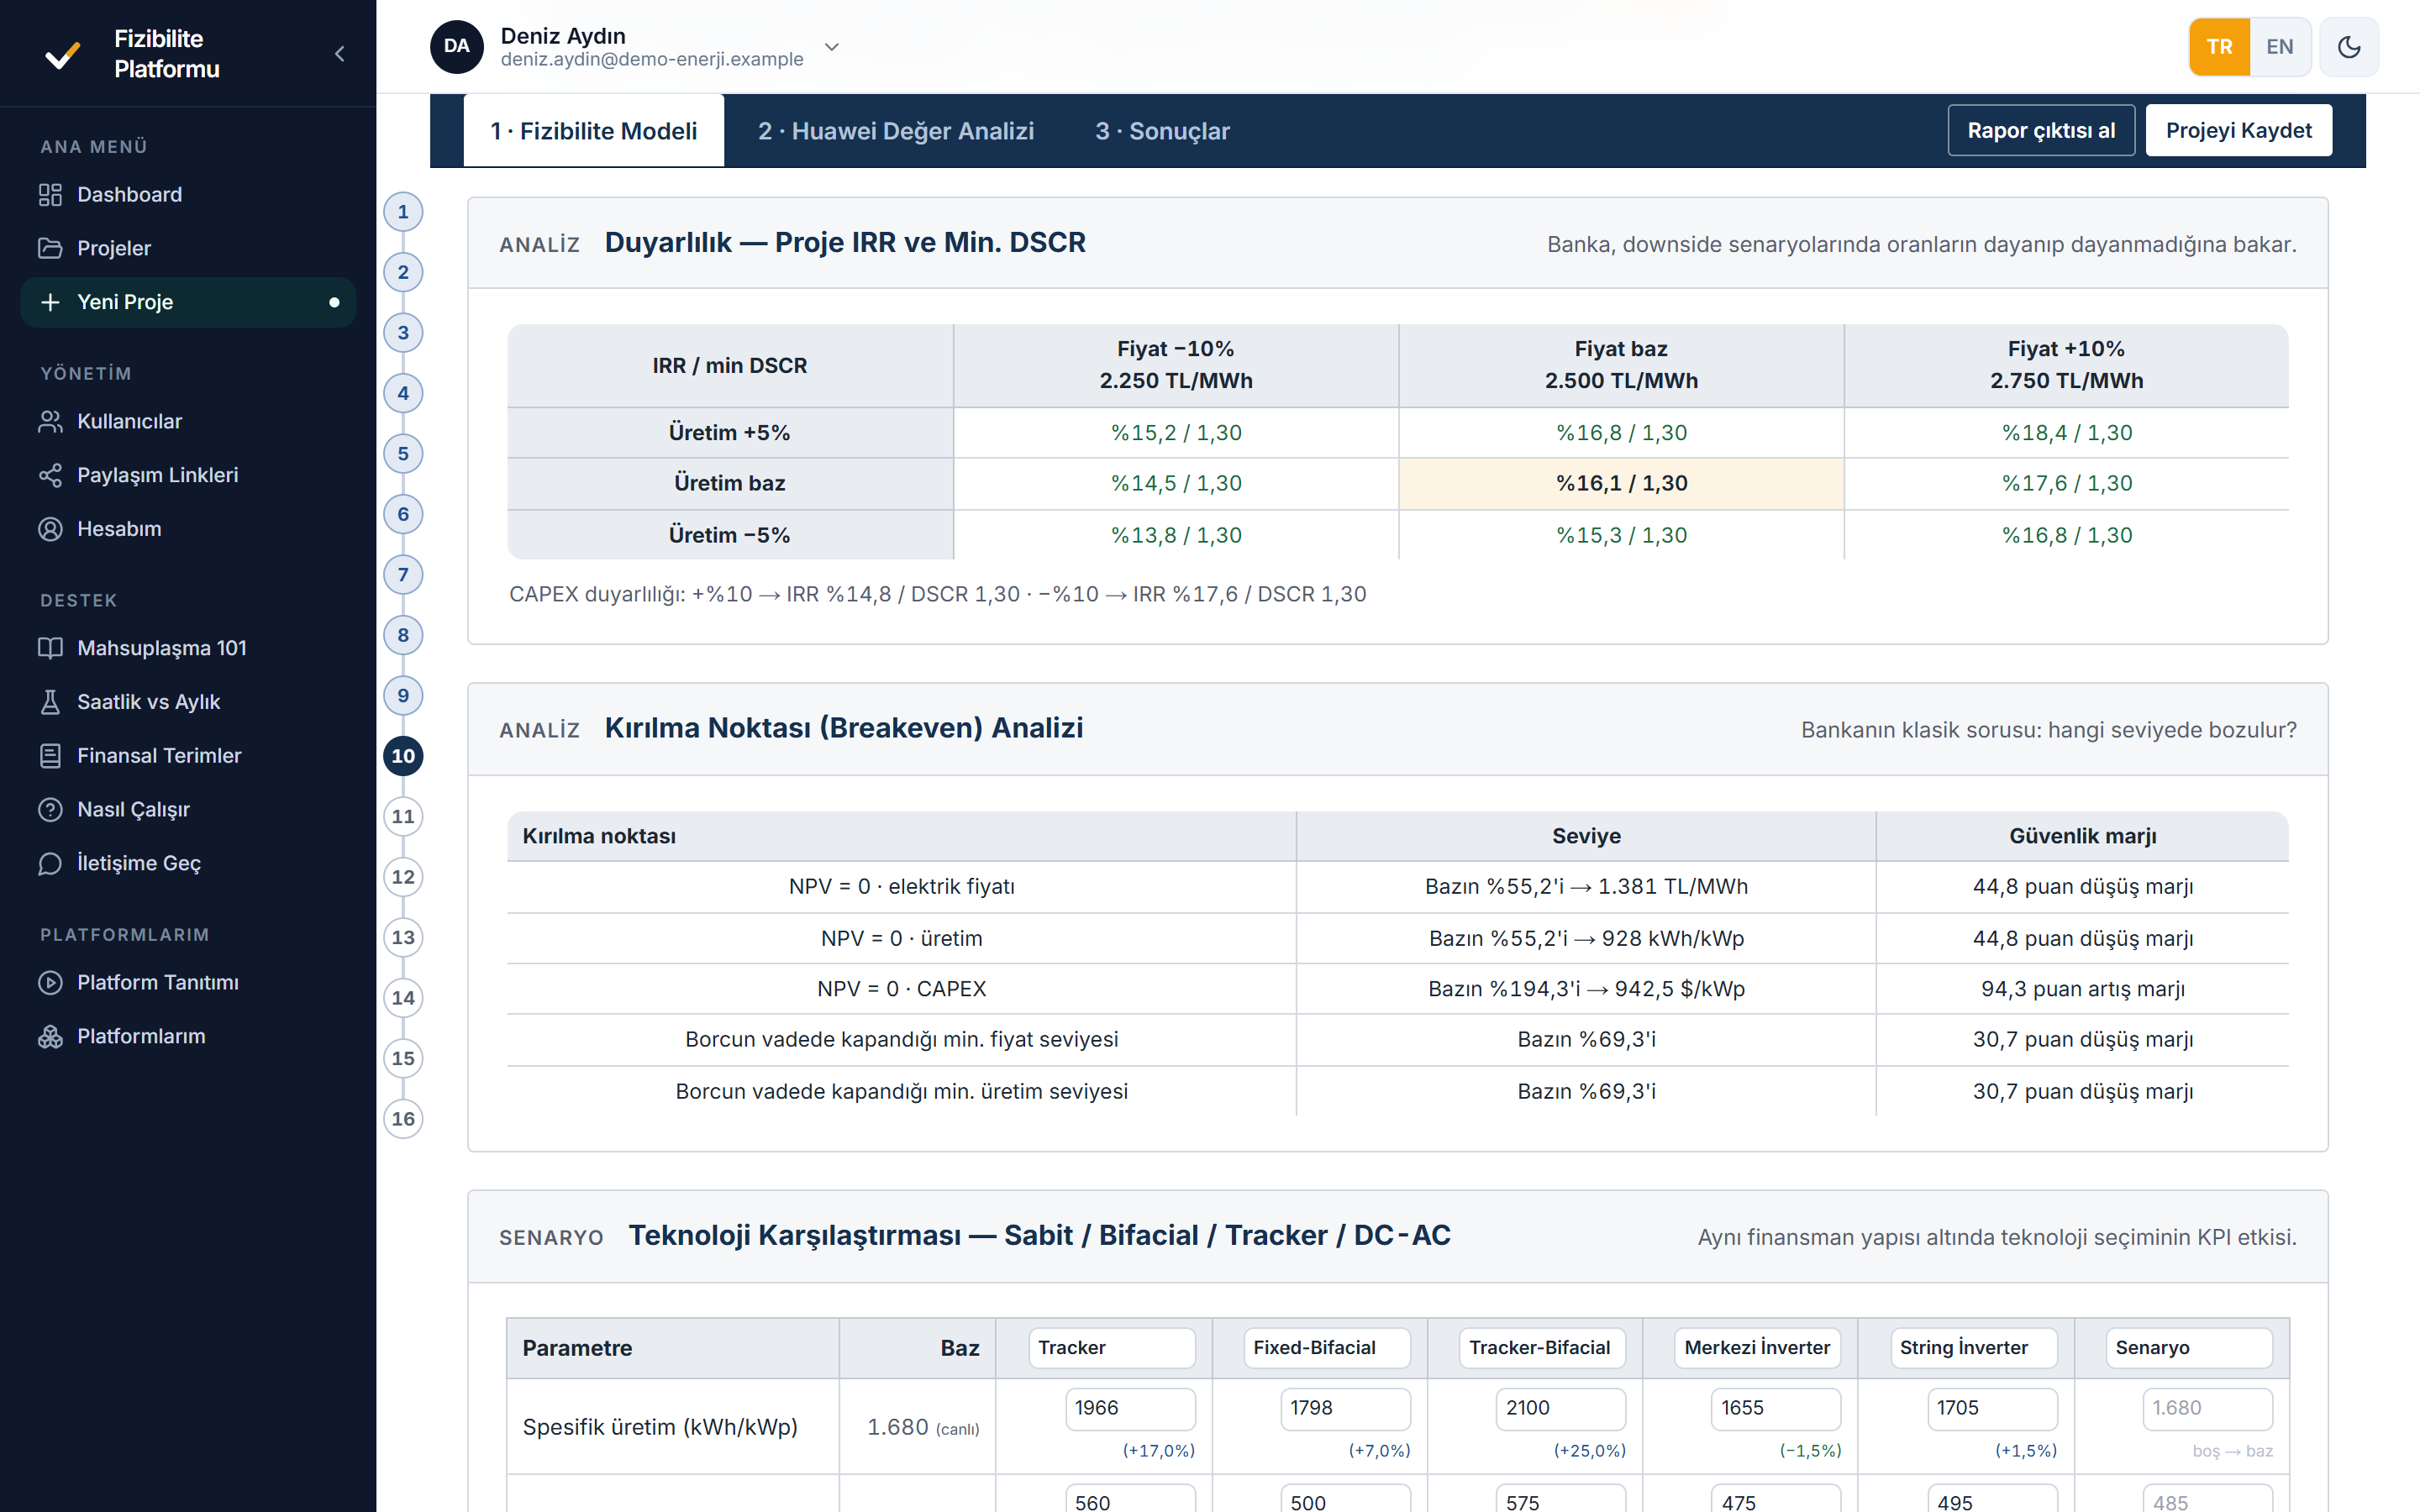 Fizibilite
Platformu
ANA MENÜ
Dashboard
Projeler
Yeni Proje
YÖNETİM
Kullanıcılar
Paylaşım Linkleri
Hesabım
DESTEK
Mahsuplaşma 101
Saatlik vs Aylık
Finansal Terimler
Nasıl Çalışır
İletişime Geç
PLATFORMLARIM
Platform Tanıtımı
Platformlarım
DA
Deniz Aydın
deniz.aydin@demo-enerji.example
TR EN
1 · Fizibilite Modeli 2 · Huawei Değer Analizi 3 · Sonuçlar Rapor çıktısı al Projeyi Kaydet
1
2
3
4
5
6
7
8
9
10
11
12
13
14
15
16
ANALİZ Duyarlılık — Proje IRR ve Min. DSCR Banka, downside senaryolarında oranların dayanıp dayanmadığına bakar.
IRR / min DSCR Fiyat −10% Fiyat baz Fiyat +10%
2.250 TL/MWh 2.500 TL/MWh 2.750 TL/MWh
Üretim +5% %15,2 / 1,30 %16,8 / 1,30 %18,4 / 1,30
Üretim baz %14,5 / 1,30 %16,1 / 1,30 %17,6 / 1,30
Üretim −5% %13,8 / 1,30 %15,3 / 1,30 %16,8 / 1,30
CAPEX duyarlılığı: +%10 → IRR %14,8 / DSCR 1,30 · −%10 → IRR %17,6 / DSCR 1,30
ANALİZ Kırılma Noktası (Breakeven) Analizi Bankanın klasik sorusu: hangi seviyede bozulur?
Kırılma noktası Seviye Güvenlik marjı
NPV = 0 · elektrik fiyatı Bazın %55,2'i → 1.381 TL/MWh 44,8 puan düşüş marjı
NPV = 0 · üretim Bazın %55,2'i → 928 kWh/kWp 44,8 puan düşüş marjı
NPV = 0 · CAPEX Bazın %194,3'i → 942,5 $/kWp 94,3 puan artış marjı
Borcun vadede kapandığı min. fiyat seviyesi Bazın %69,3'i 30,7 puan düşüş marjı
Borcun vadede kapandığı min. üretim seviyesi Bazın %69,3'i 30,7 puan düşüş marjı
SENARYO Teknoloji Karşılaştırması — Sabit / Bifacial / Tracker / DC-AC Aynı finansman yapısı altında teknoloji seçiminin KPI etkisi.
Parametre Baz Tracker Fixed-Bifacial Tracker-Bifacial Merkezi İnverter String İnverter Senaryo
Spesifik üretim (kWh/kWp) 1.680 (canlı) 1966 1798 2100 1655 1705 1.680
(+17,0%) (+7,0%) (+25,0%) (−1,5%) (+1,5%) boş → baz
560 500 575 475 495 485